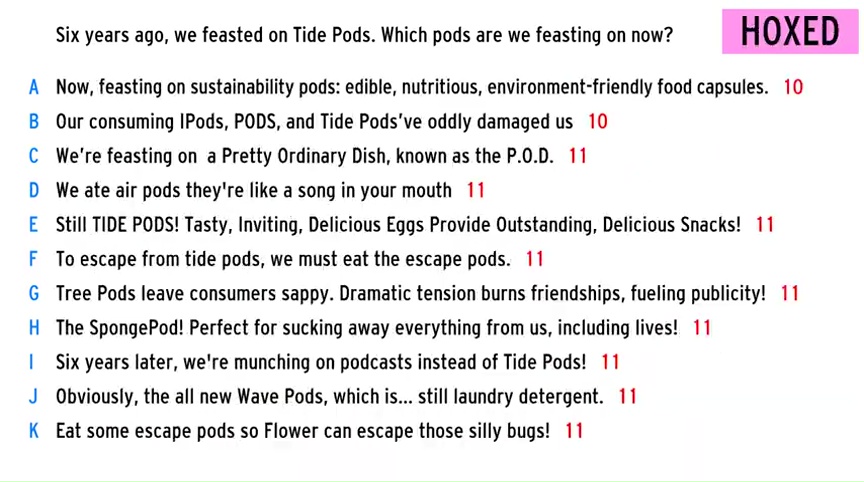 Six years ago, we feasted on Tide Pods. Which pods are we feasting on now?
HOXED
A Now, feasting on sustainability pods: edible, nutritious, environment-friendly food capsules. 10
B Our consuming IPods, PODS, and Tide Pods've oddly damaged us 10
C We're feasting on a Pretty Ordinary Dish, known as the P.O.D. 11
D We ate air pods they're like a song in your mouth 11
E Still TIDE PODS! Tasty, Inviting, Delicious Eggs Provide Outstanding, Delicious Snacks! 11
F To escape from tide pods, we must eat the escape pods. 11
G Tree Pods leave consumers sappy. Dramatic tension burns friendships, fueling publicity! 11
H The SpongePod! Perfect for sucking away everything from us, including lives! 11
I Six years later, we're munching on podcasts instead of Tide Pods! 11
J Obviously, the all new Wave Pods, which is... still laundry detergent. 11
K Eat some escape pods so Flower can escape those silly bugs! 11